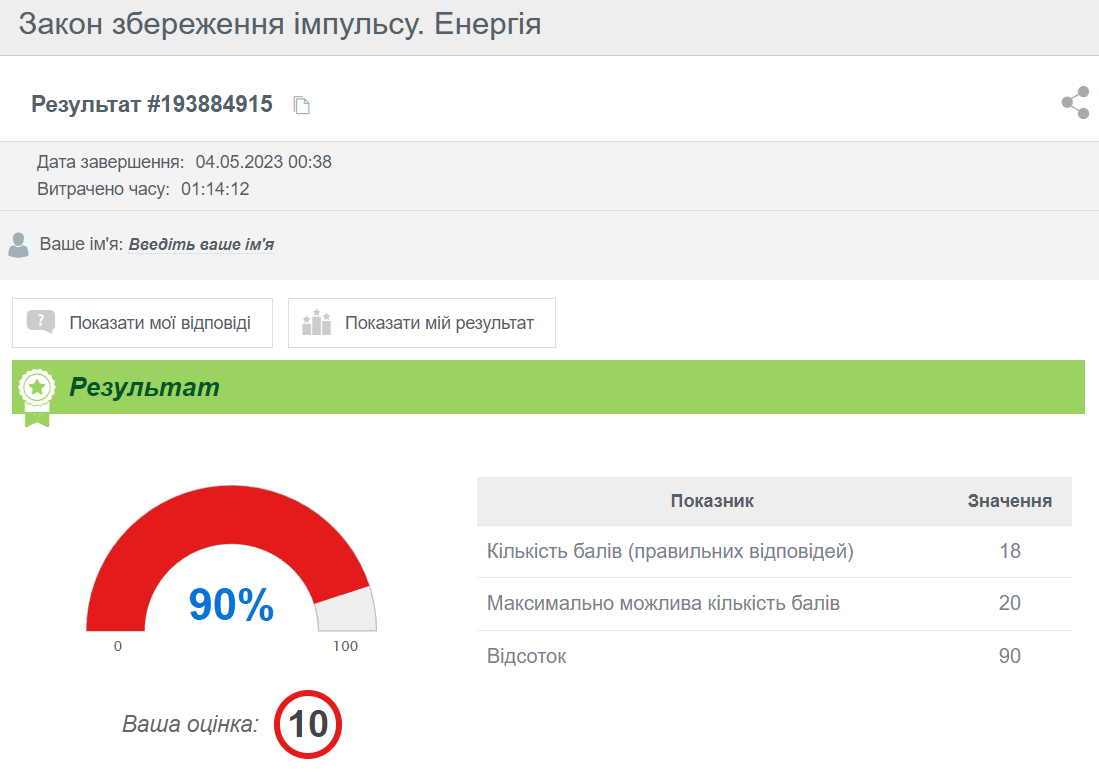 Закон збереження імпульсу. Енергія
Результат #193884915
Дата завершення: 04.05.2023 00:38
Витрачено часу: 01:14:12
Ваше ім'я: Введіть ваше ім'я
Показати мої відповіді
Показати мій результат
Результат
90%
0
100
Ваша оцінка: 10
Показник Значення
Кількість балів (правильних відповідей) 18
Максимально можлива кількість балів 20
Відсоток 90